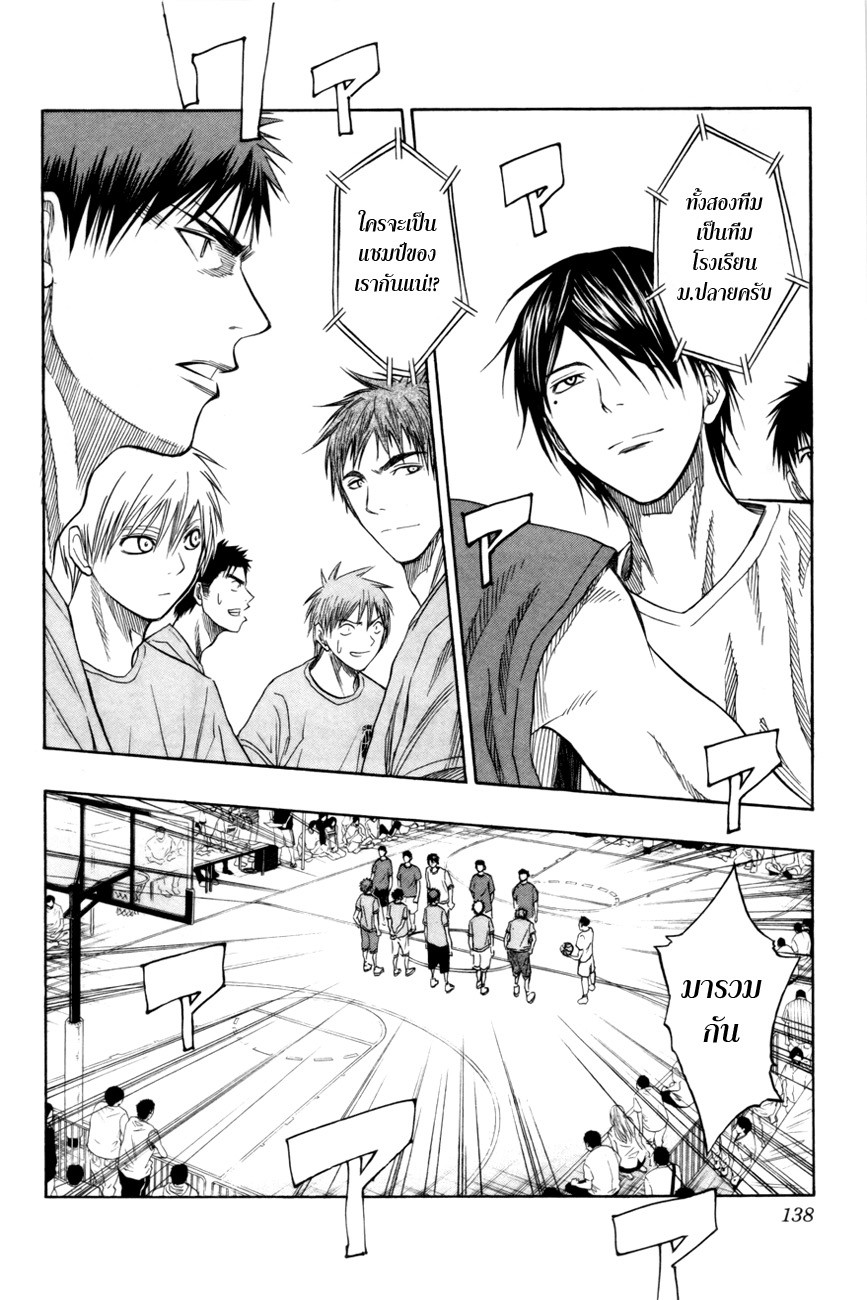 ワ
ア
ア
ทั้งสองทีม
เป็นทีม
โรงเรียน
ม.ปลายครับ
ใครจะเป็น
แชมป์ของ
เรากันแน่!?
ア
ア
มารวม
กัน
ア
ア
ア
138